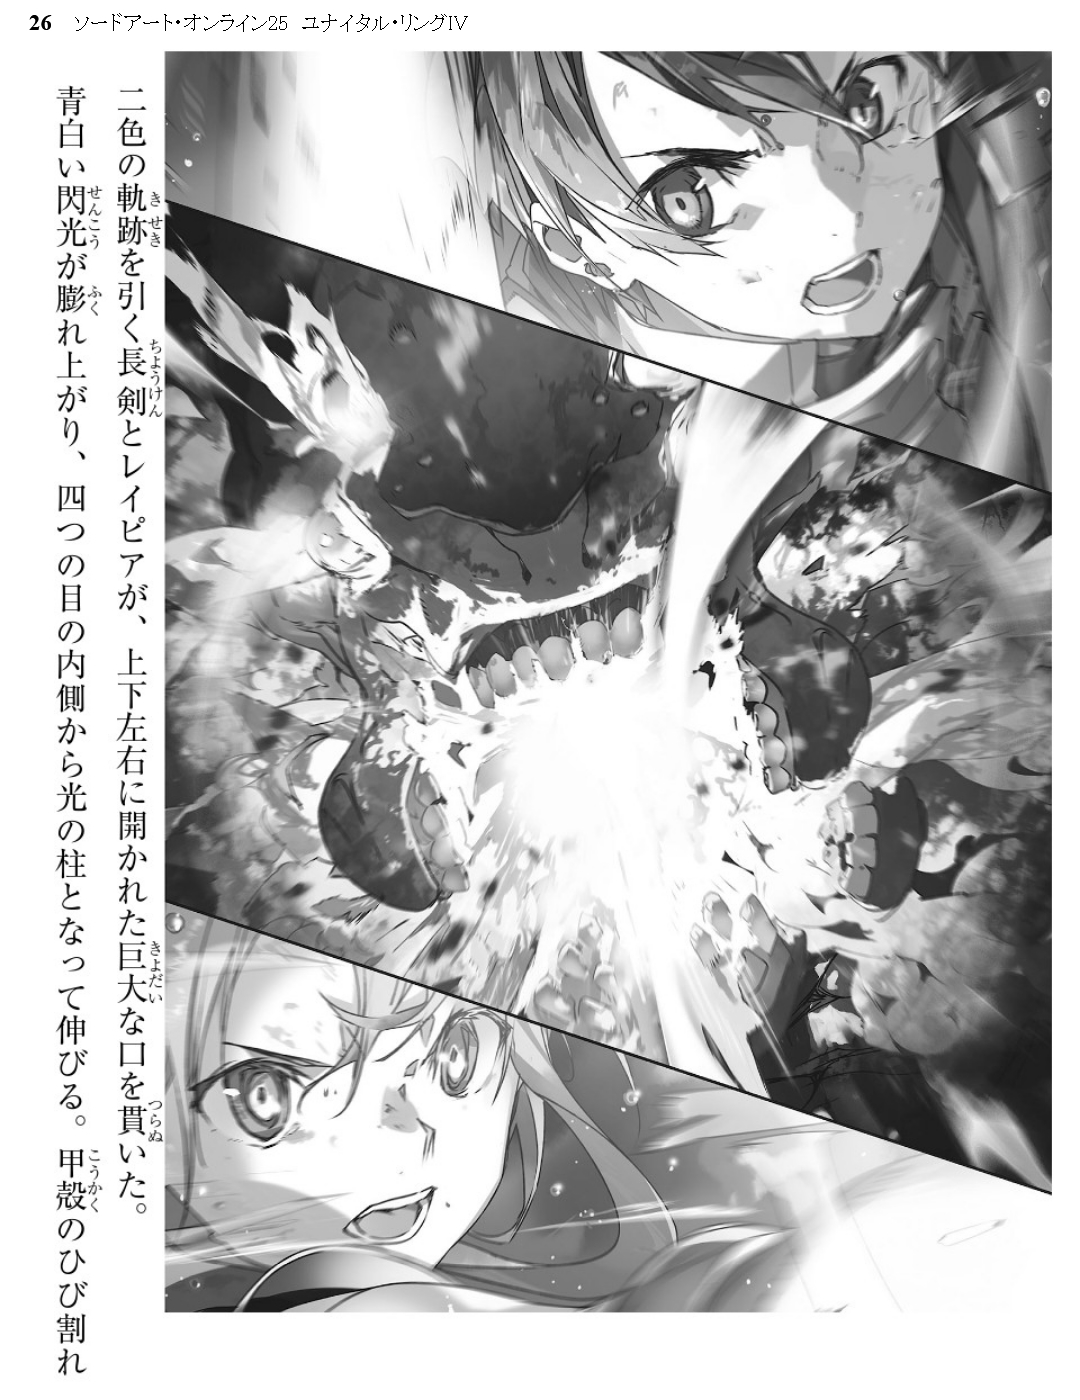 26 ソードアート・オンライン25 ユナイタル・リングⅣ
二色の軌跡を引く長剣とレイピアが、上下左右に開かれた巨大な口を貫いた。
青白い閃光が膨れ上がり、四つの目の内側から光の柱となって伸びる。甲殻のひび割れ